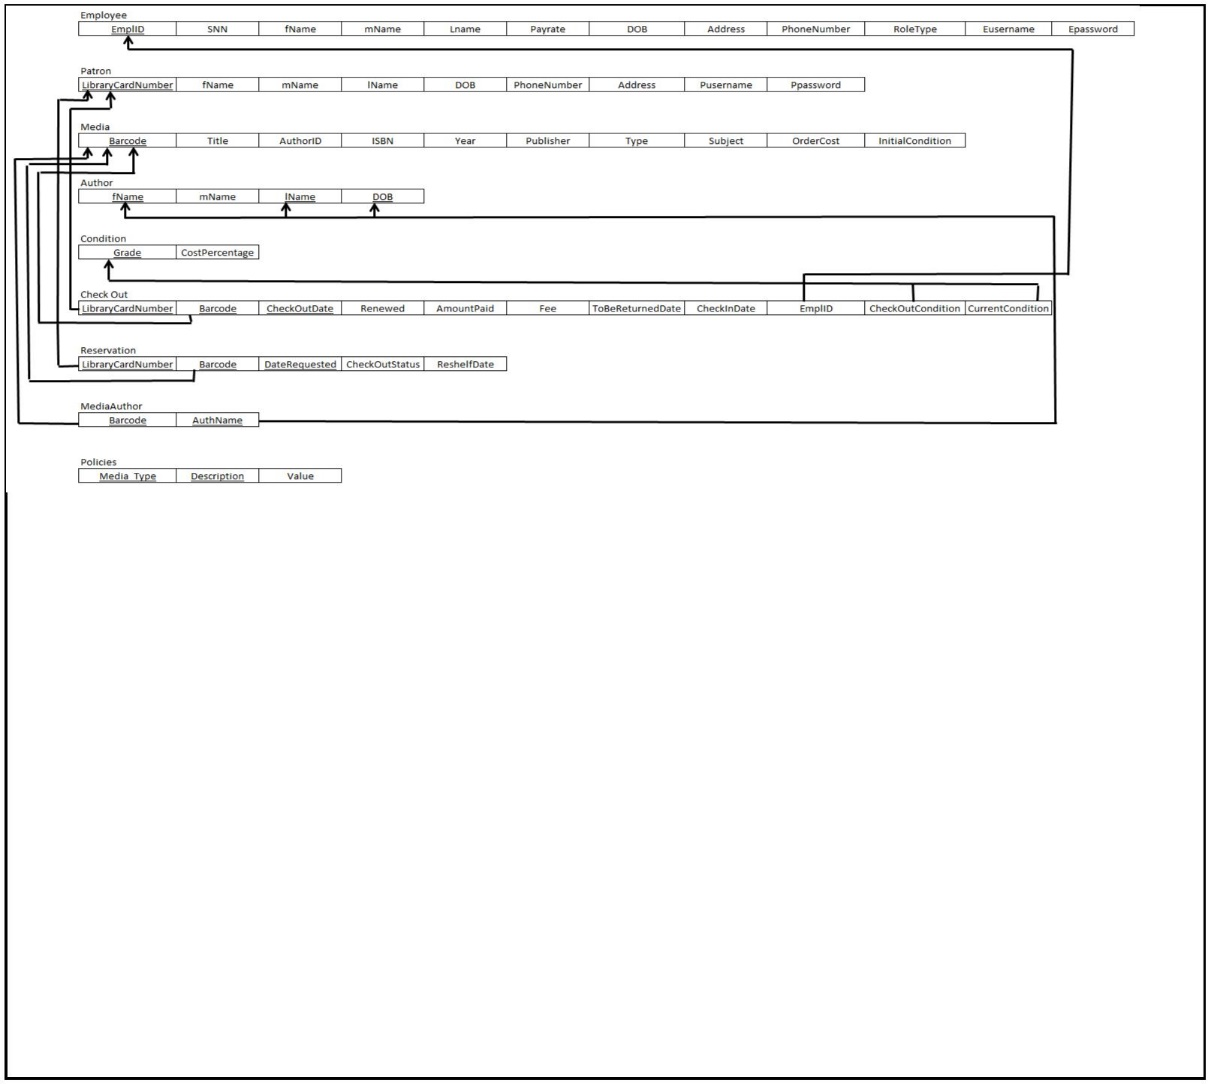 Employee
EmplID SNN fName mName Lname Payrate DOB Address PhoneNumber RoleType Eusername Epassword
Patron
LibraryCardNumber fName mName lName DOB PhoneNumber Address Pusername Ppassword
Media
Barcode Title AuthorID ISBN Year Publisher Type Subject OrderCost InitialCondition
Author
fName mName lName DOB
Condition
Grade CostPercentage
Check Out
LibraryCardNumber Barcode CheckOutDate Renewed AmountPaid Fee ToBeReturnedDate CheckInDate EmplID CheckOutCondition CurrentCondition
Reservation
LibraryCardNumber Barcode DateRequested CheckOutStatus ReshelfDate
MediaAuthor
Barcode AuthName
Policies
Media_Type Description Value